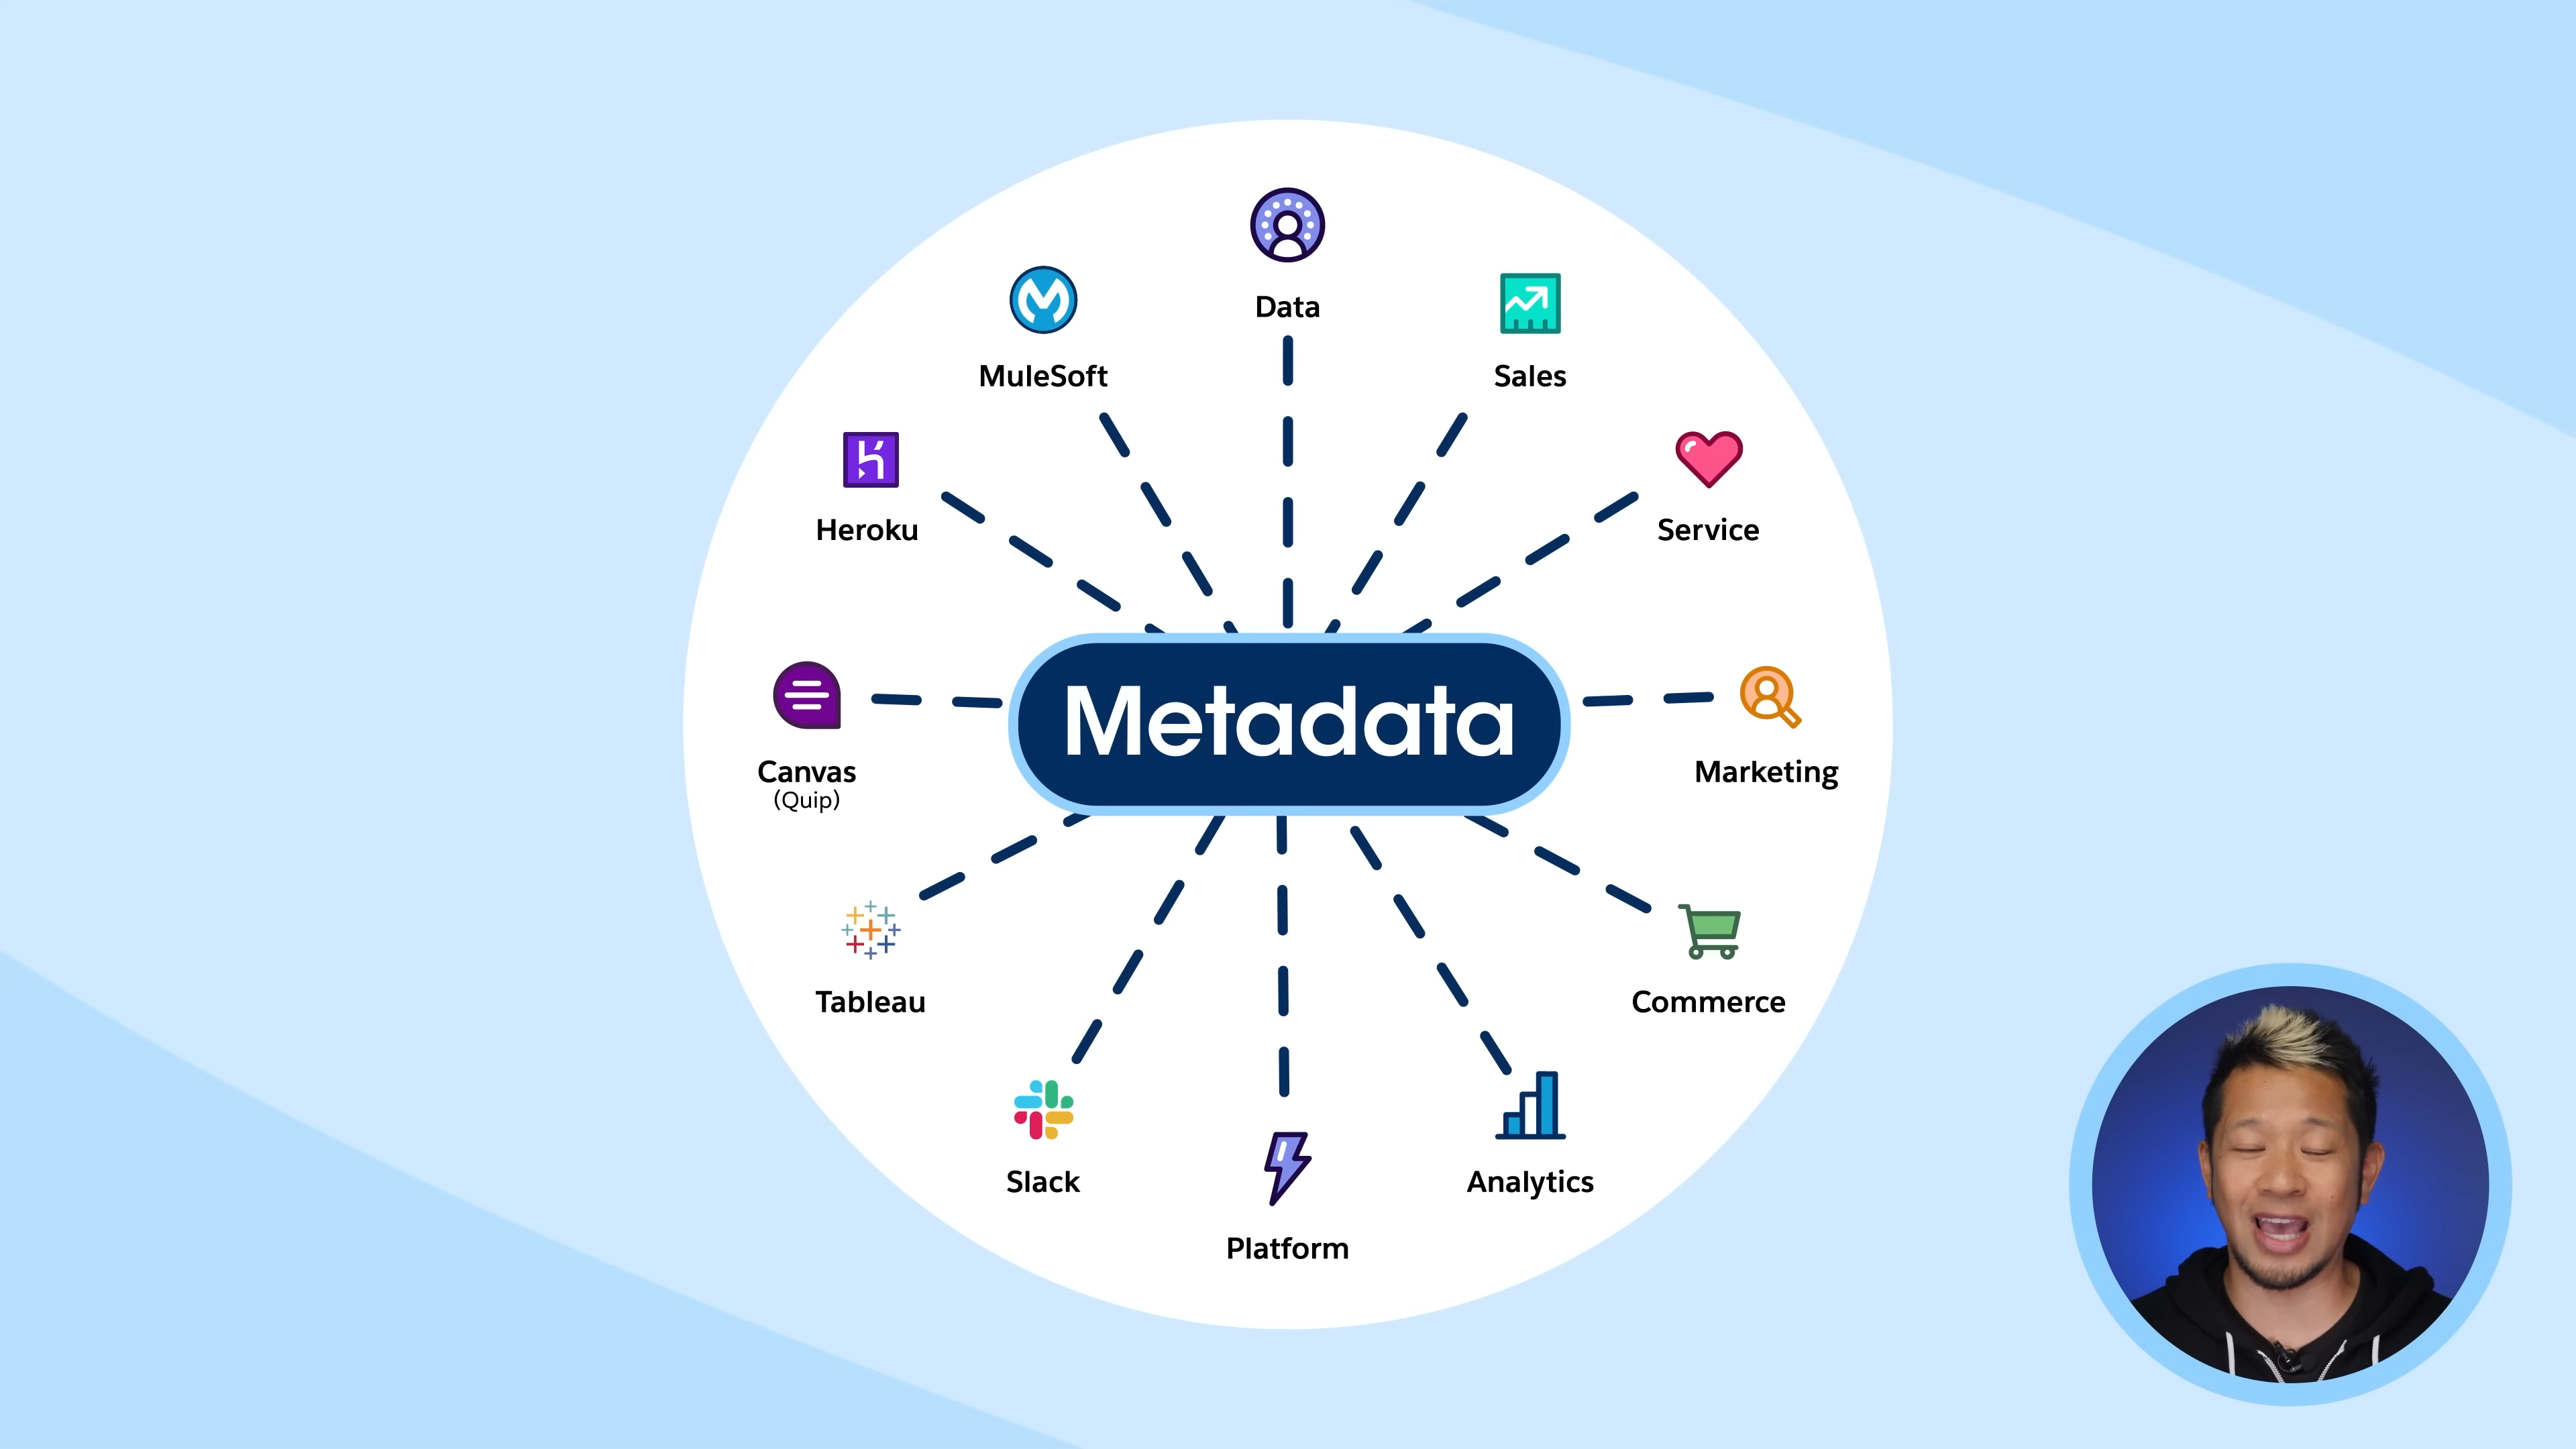 Data
MuleSoft
Sales
Heroku
Service
Metadata
Canvas
(Quip)
Marketing
Tableau
Commerce
Slack
Analytics
Platform